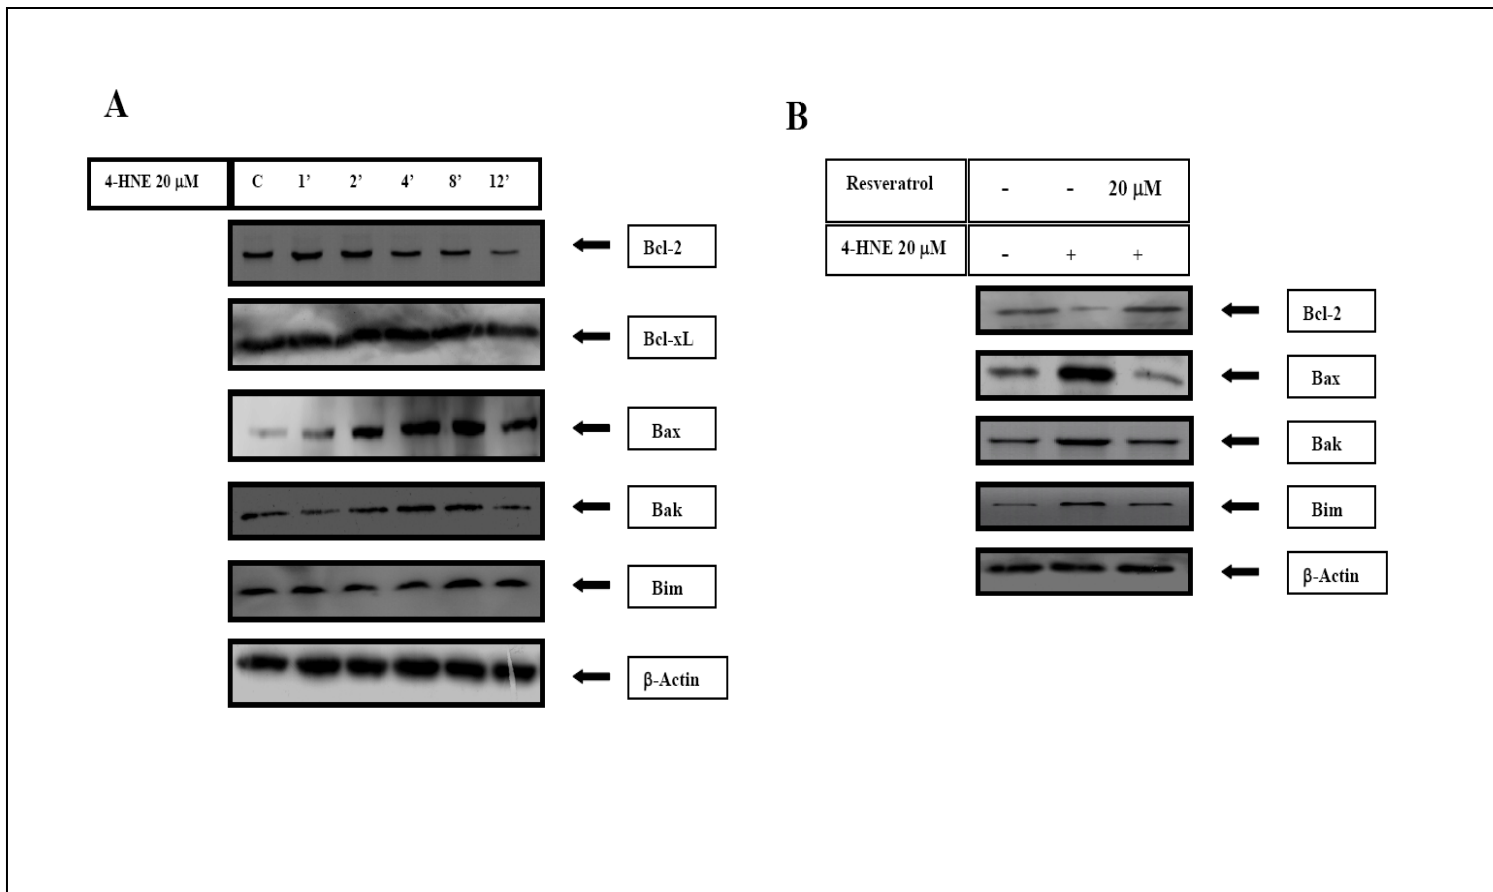 A
4-HNE 20 μM C 1’ 2’ 4’ 8’ 12’
Bcl-2
Bcl-xL
Bax
Bak
Bim
β-Actin
B
Resveratrol - - 20 μM
4-HNE 20 μM - + +
Bcl-2
Bax
Bak
Bim
β-Actin